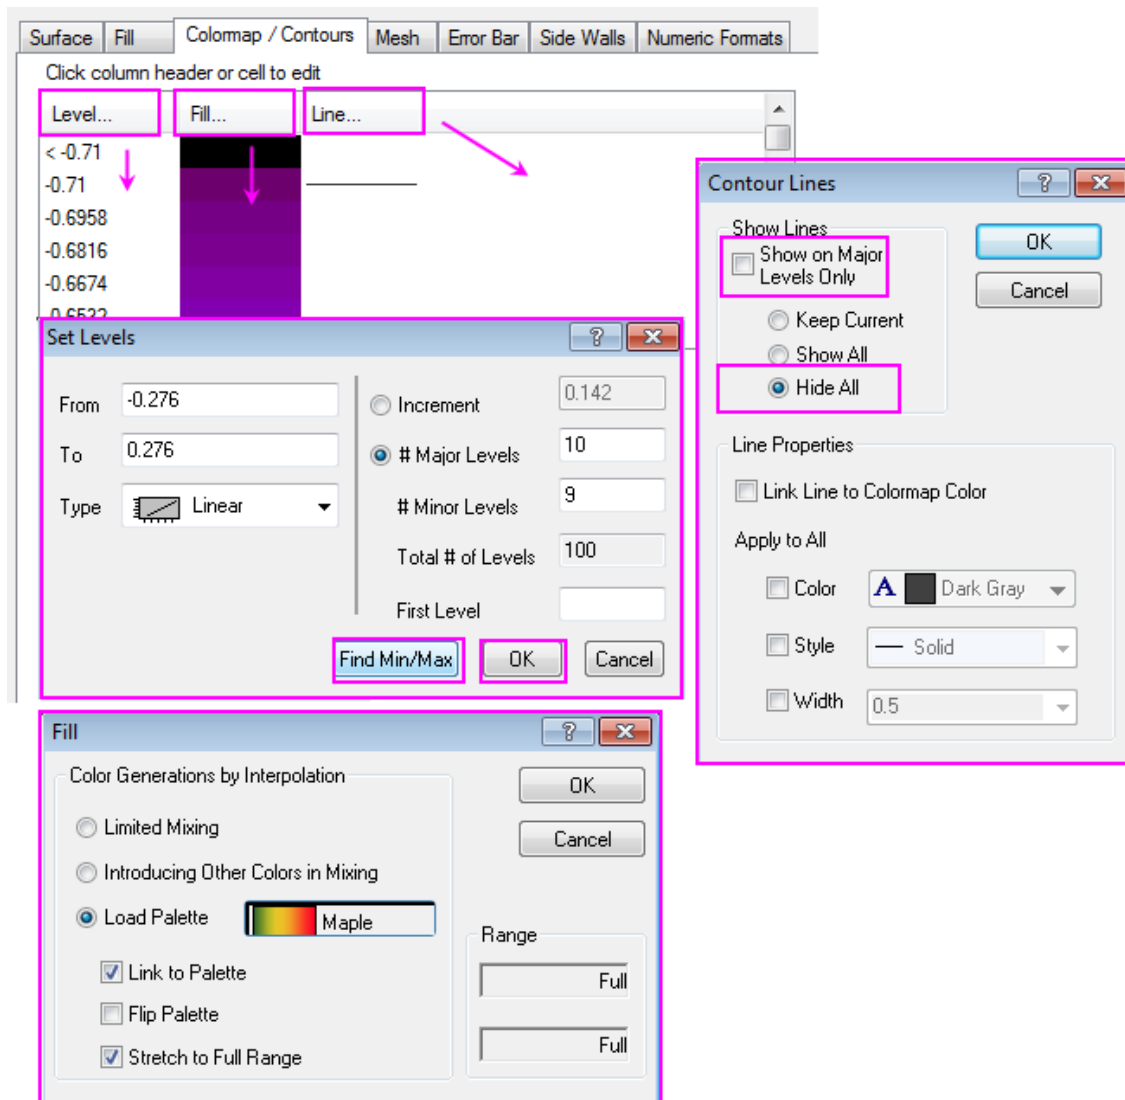 Surface Fill Colormap / Contours Mesh Error Bar Side Walls Numeric Formats
Click column header or cell to edit
Level... Fill... Line...
< -0.71
-0.71
-0.6958
-0.6816
-0.6674
-0.6532
Set Levels
From -0.276
To 0.276
Type Linear
Increment 0.142
# Major Levels 10
# Minor Levels 9
Total # of Levels 100
First Level
Find Min/Max OK Cancel
Contour Lines
Show Lines
Show on Major
Levels Only
Keep Current
Show All
Hide All
OK
Cancel
Line Properties
Link Line to Colormap Color
Apply to All
Color A Dark Gray
Style Solid
Width 0.5
Fill
Color Generations by Interpolation
Limited Mixing
Introducing Other Colors in Mixing
Load Palette Maple
Link to Palette
Flip Palette
Stretch to Full Range
OK
Cancel
Range
Full
Full